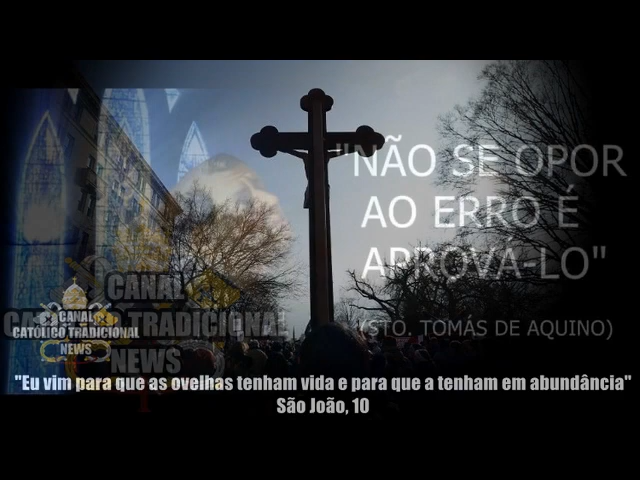 "NÃO SE OPOR
AO ERRO É
APROVÁ-LO"
(STO. TOMÁS DE AQUINO)
CANAL
CATÓLICO TRADICIONAL
NEWS
CANAL
CATÓLICO TRADICIONAL
NEWS
"Eu vim para que as ovelhas tenham vida e para que a tenham em abundância"
São João, 10